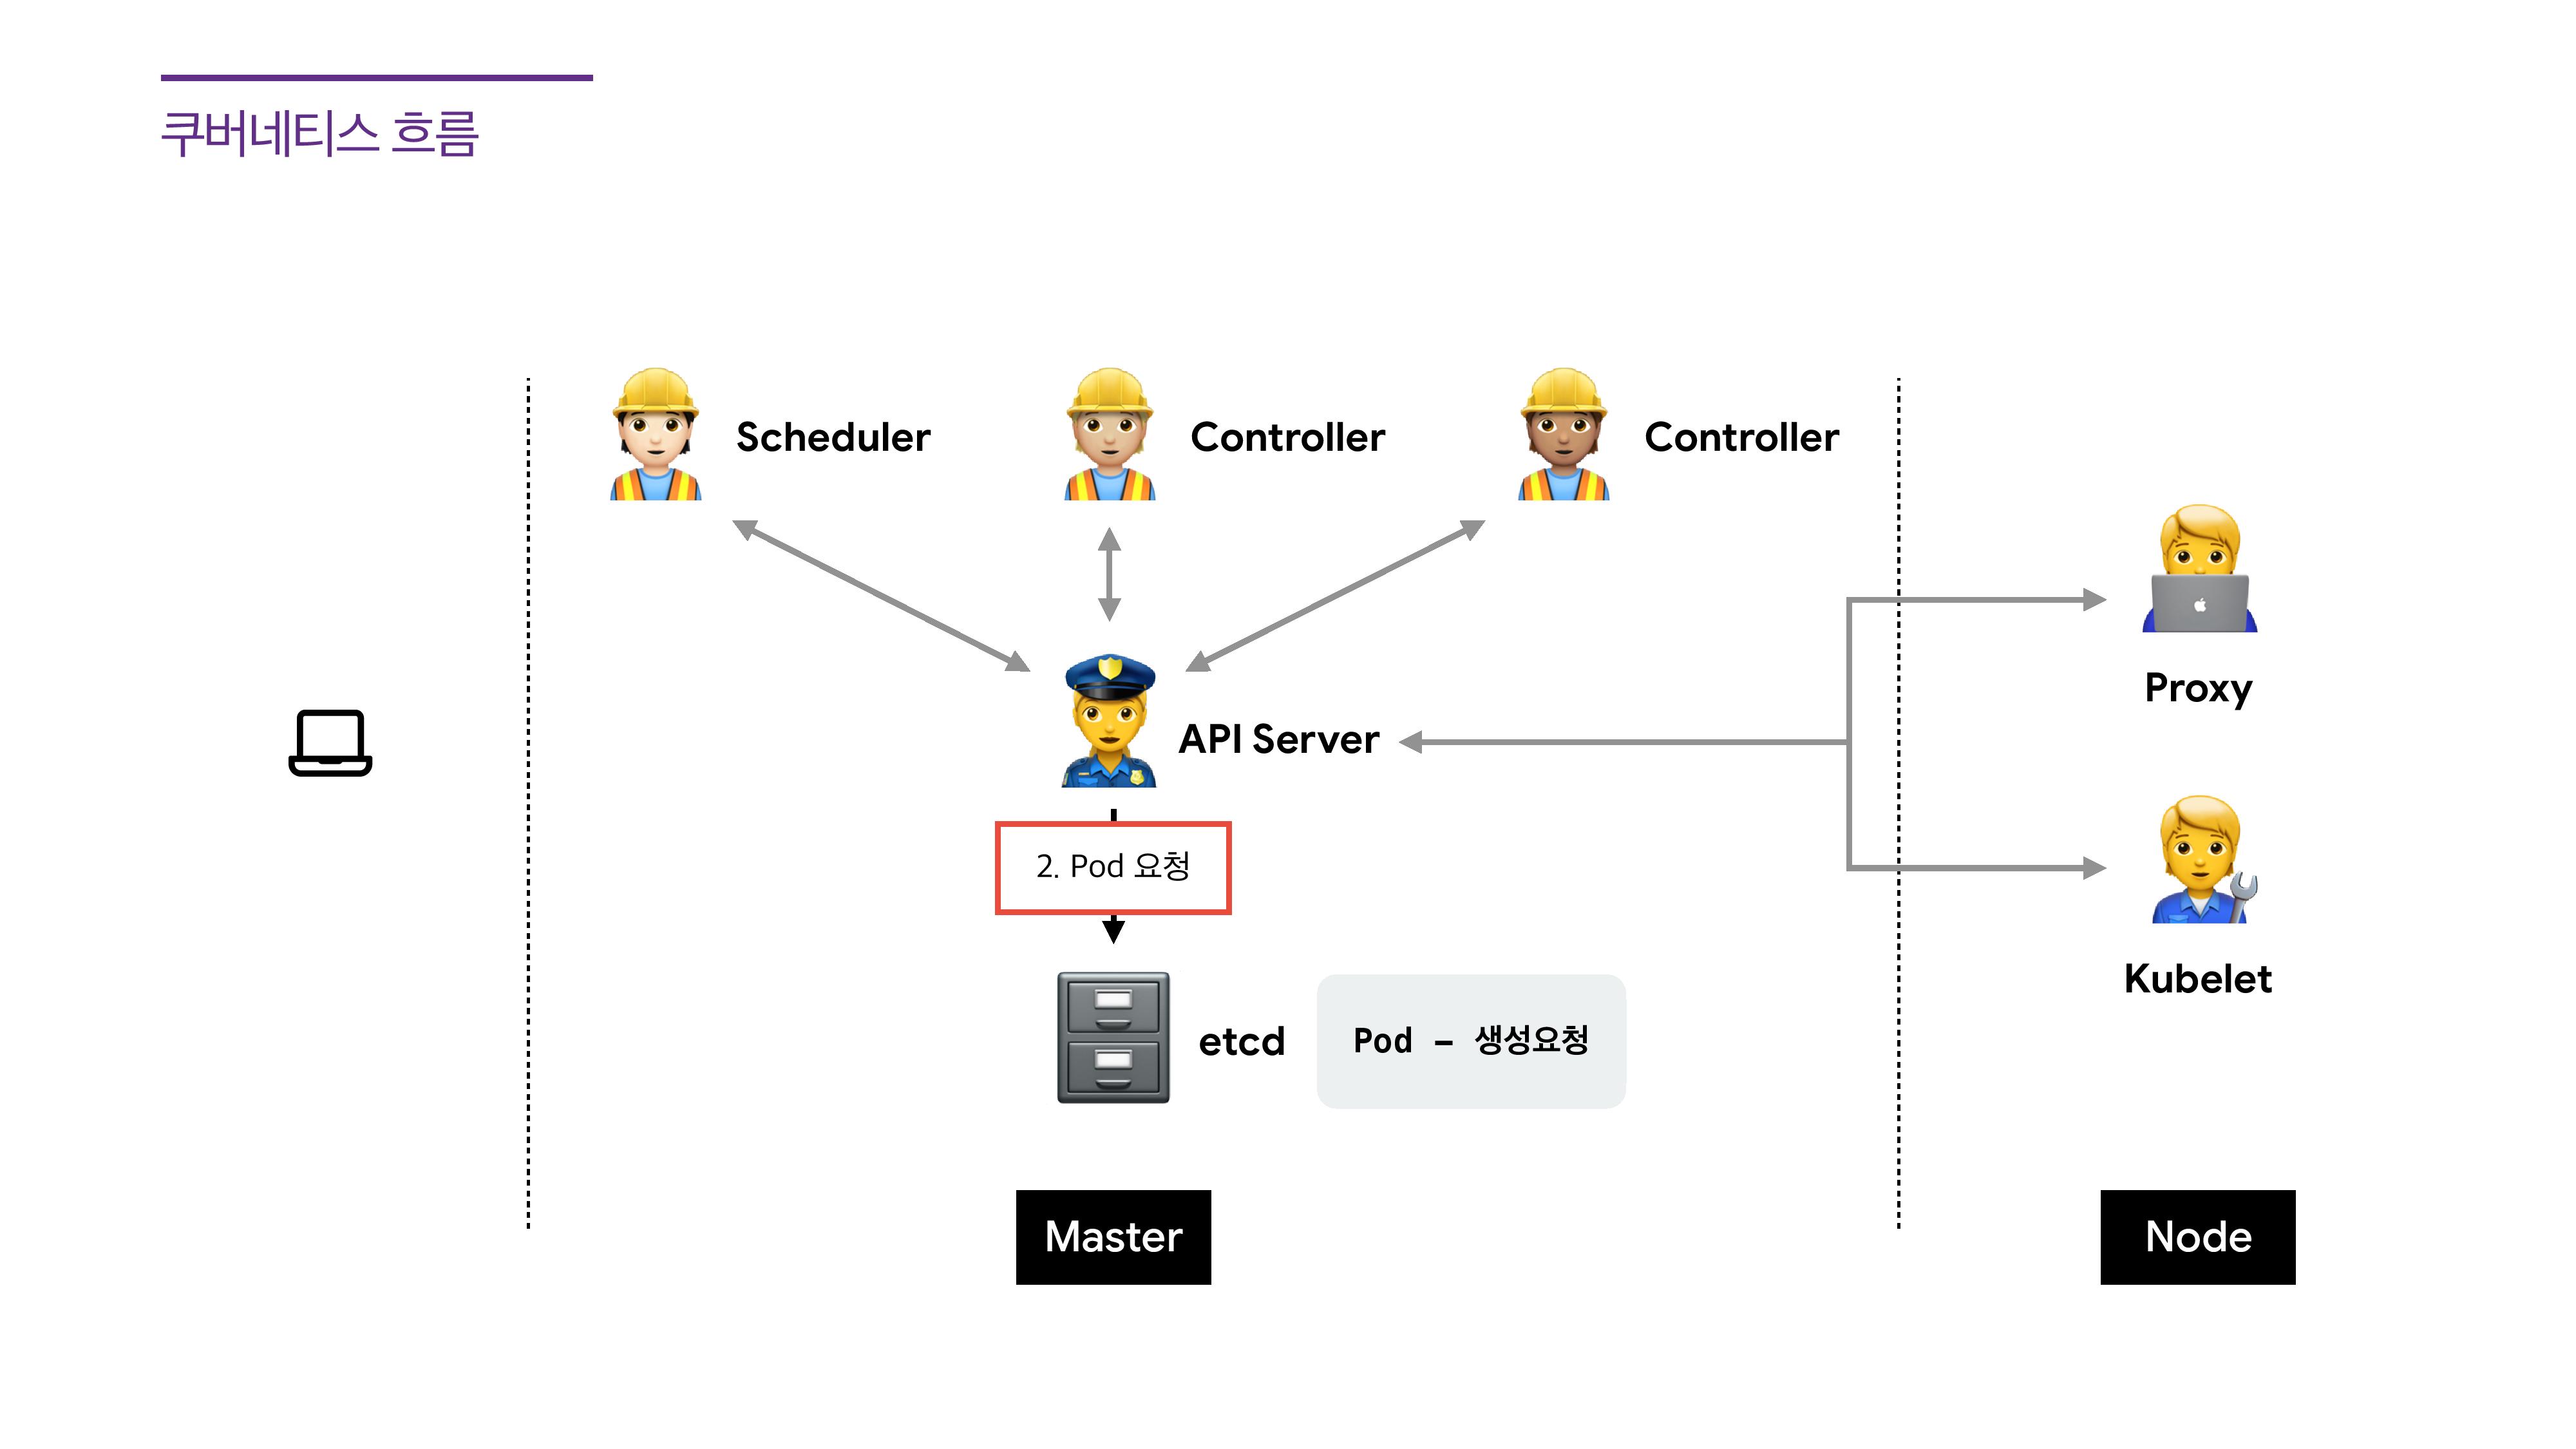 쿠버네티스 흐름
Scheduler
Controller
Controller
Proxy
API Server
2. Pod 요청
Kubelet
etcd
Pod - 생성요청
Master
Node